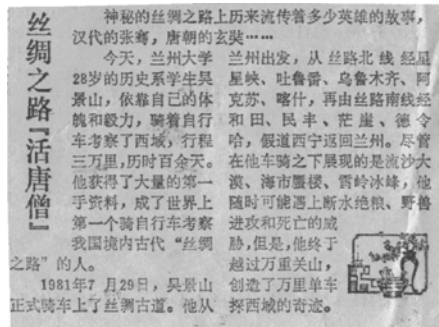 丝绸之路『活唐僧』
神秘的丝绸之路上历来流传着多少英雄的故事，
汉代的张骞，唐朝的玄奘……
今天，兰州大学
28岁的历史系学生吴
景山，依靠自己的体
魄和毅力，骑着自行
车考察了西域，行程
三万里，历时百余天。
他获得了大量的第一
手资料，成了世界上
第一个骑自行车考察
我国境内古代“丝绸
之路”的人。
1981年7月29日，吴景山
正式骑车上了丝绸古道。他从
兰州出发，从丝路北线经星
星峡、吐鲁番、乌鲁木齐、阿
克苏、喀什，再由丝路南线经
和田、民丰、茫崖、德令
哈，假道西宁返回兰州。尽管
在他车骑之下展现的是流沙大
漠、海市蜃楼、雪岭冰峰，他
随时可能遇上断水绝粮、野兽
进攻和死亡的威
胁，但是，他终于
越过万重关山，
创造了万里单车
探西域的奇迹。